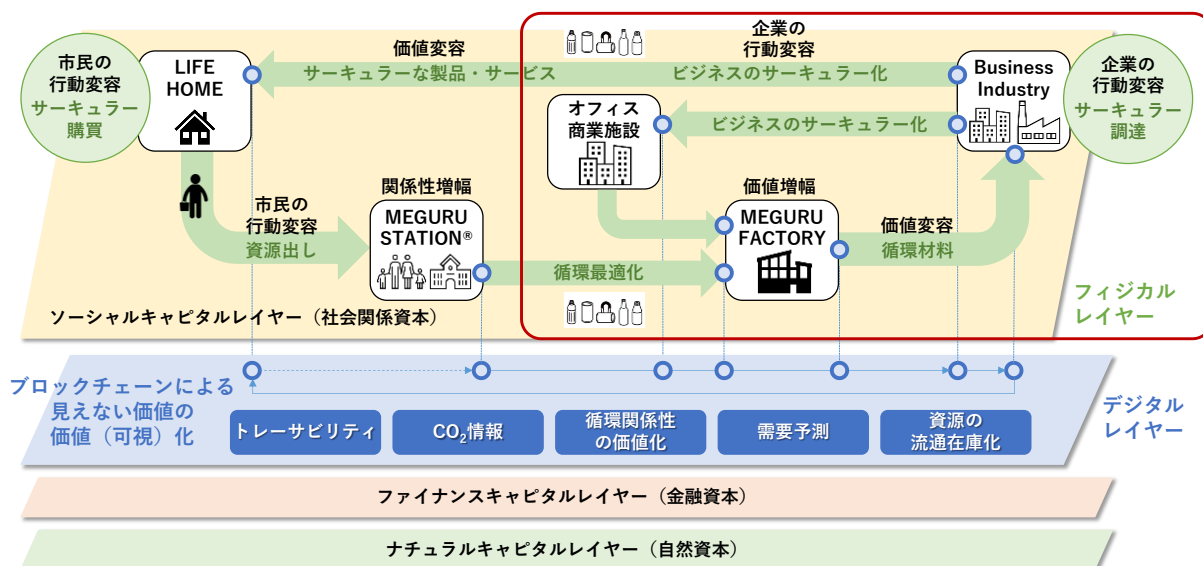 市民の
行動変容
サーキュラー
購買
LIFE
HOME
価値変容
サーキュラーな製品・サービス
企業の
行動変容
ビジネスのサーキュラー化
Business
Industry
企業の
行動変容
サーキュラー
調達
オフィス
商業施設
ビジネスのサーキュラー化
市民の
行動変容
資源出し
関係性増幅
MEGURU
STATION®
循環最適化
価値増幅
MEGURU
FACTORY
価値変容
循環材料
ソーシャルキャピタルレイヤー（社会関係資本）
フィジカル
レイヤー
ブロックチェーンによる
見えない価値の
価値（可視）化
トレーサビリティ
CO₂情報
循環関係性
の価値化
需要予測
資源の
流通在庫化
デジタル
レイヤー
ファイナンスキャピタルレイヤー（金融資本）
ナチュラルキャピタルレイヤー（自然資本）